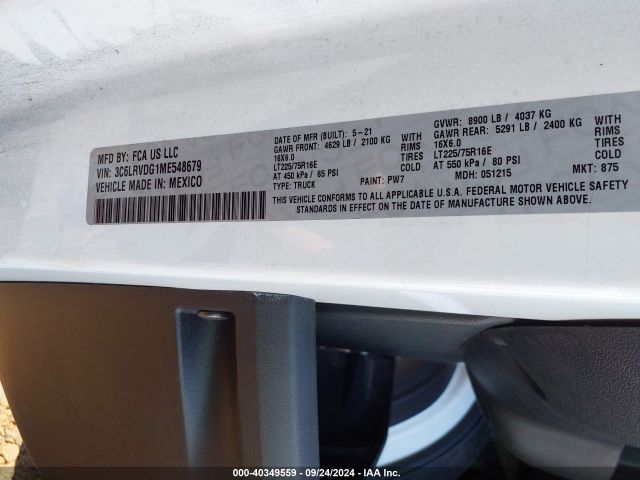 MFD BY: FCA US LLC
VIN: 3C6LRVDG1ME548679
VEHICLE MADE IN: MEXICO
DATE OF MFR (BUILT): 5-21
GAWR FRONT: 4629 LB / 2100 KG
16X6.0 WITH RIMS
LT225/75R16E TIRES
AT 450 kPa / 65 PSI COLD
TYPE: TRUCK PAINT: PW7
GVWR: 8900 LB / 4037 KG
GAWR REAR: 5291 LB / 2400 KG
16X6.0 WITH RIMS
LT225/75R16E TIRES
AT 550 kPa / 80 PSI COLD
MDH: 051215 MKT: 875
THIS VEHICLE CONFORMS TO ALL APPLICABLE U.S.A. FEDERAL MOTOR VEHICLE SAFETY
STANDARDS IN EFFECT ON THE DATE OF MANUFACTURE SHOWN ABOVE.
000-40349559 - 09/24/2024 - IAA Inc.